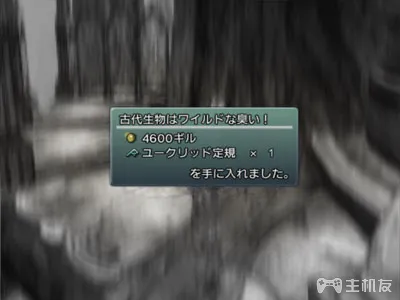 古代生物はワイルドな臭い!
4600ギル
ユークリッド定規 × 1
を手に入れました。
主机友